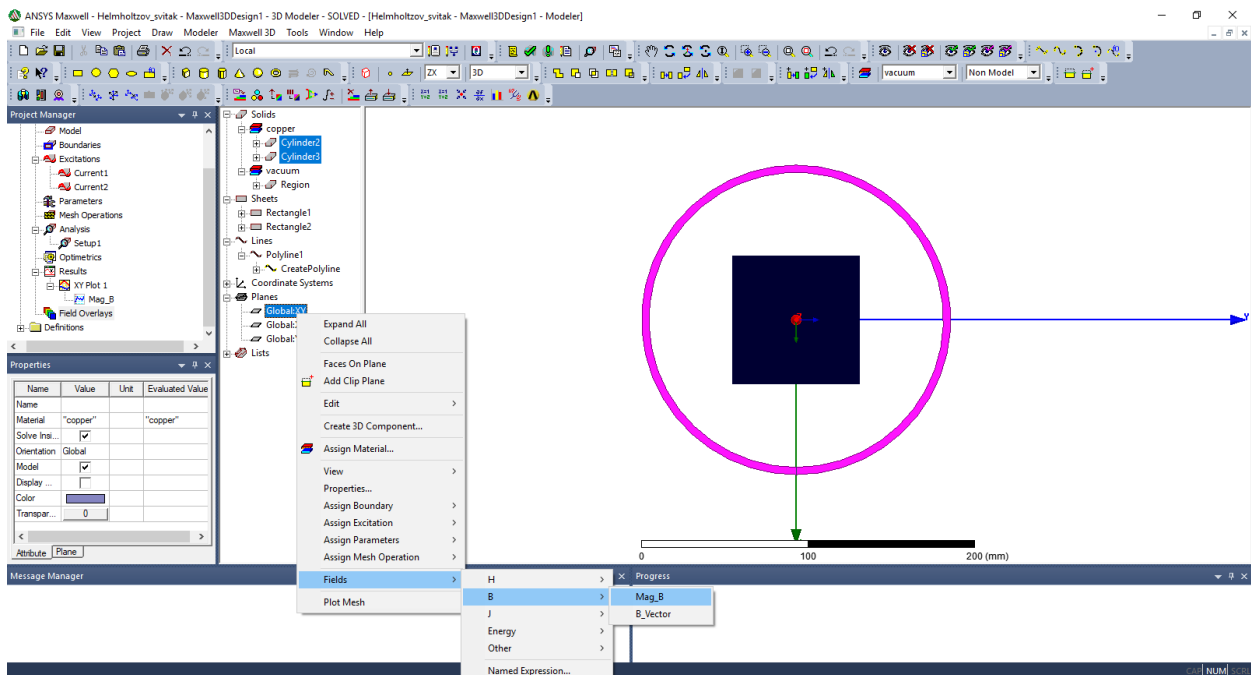 ANSYS Maxwell - Helmholtzov_svitak - Maxwell3DDesign1 - 3D Modeler - SOLVED - [Helmholtzov_svitak - Maxwell3DDesign1 - Modeler]
File Edit View Project Draw Modeler Maxwell 3D Tools Window Help
Local
ZX 3D vacuum Non Model
Project Manager
Model
Boundaries
Excitations
Current1
Current2
Parameters
Mesh Operations
Analysis
Setup1
Optimetrics
Results
XY Plot 1
Mag_B
Field Overlays
Definitions
Solids
copper
Cylinder2
Cylinder3
vacuum
Region
Sheets
Rectangle1
Rectangle2
Lines
Polyline1
CreatePolyline
Coordinate Systems
Planes
Global:XY
Global:
Global:
Lists
Expand All
Collapse All
Faces On Plane
Add Clip Plane
Edit
Create 3D Component...
Assign Material...
View
Properties...
Assign Boundary
Assign Excitation
Assign Parameters
Assign Mesh Operation
Fields
Plot Mesh
H
B
J
Energy
Other
Named Expression...
Mag_B
B_Vector
Y
0 100 200 (mm)
Properties
Name Value Unit Evaluated Value
Name
Material "copper" "copper"
Solve Insi... 
Orientation Global
Model
Display ...
Color
Transpar... 0
Attribute Plane
Message Manager
Progress
CAP NUM SCRL